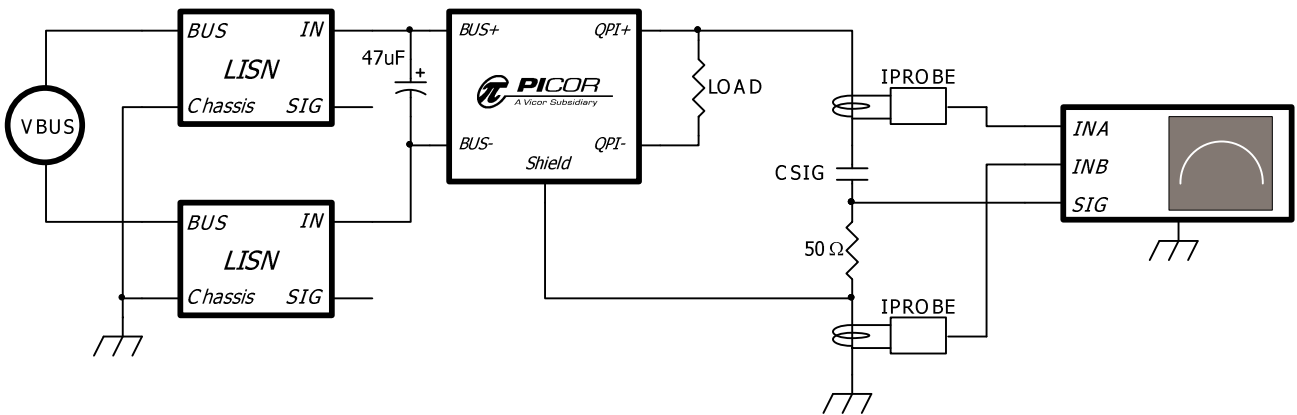 BUS IN
LISN
Chassis SIG
VBUS
47uF
+
BUS+ QPI+
PICOR
A Vicor Subsidiary
BUS- QPI-
Shield
LOAD
IPROBE
CSIG
50 Ω
IPROBE
INA
INB
SIG
BUS IN
LISN
Chassis SIG